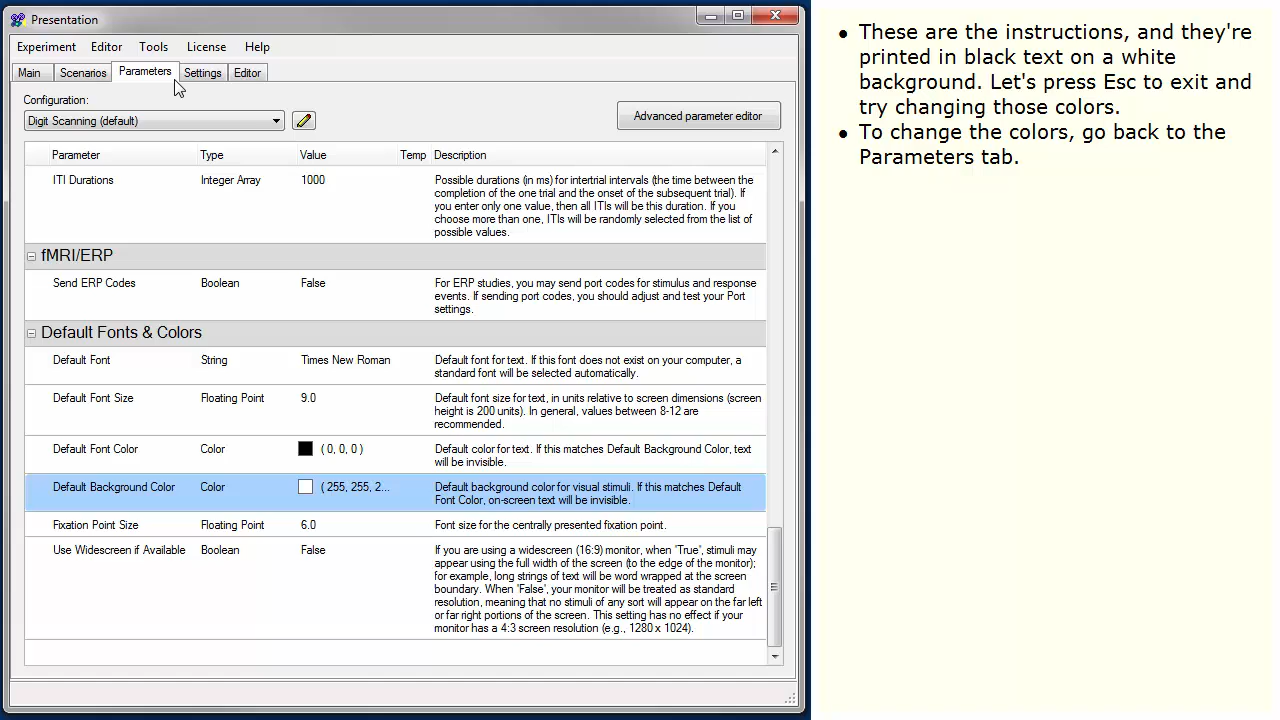 Presentation
Experiment Editor Tools License Help
Main Scenarios Parameters Settings Editor
Configuration:
Digit Scanning (default)
Advanced parameter editor
Parameter Type Value Temp Description
ITI Durations Integer Array 1000 Possible durations (in ms) for intertrial intervals (the time between the
completion of the one trial and the onset of the subsequent trial). If
you enter only one value, then all ITIs will be this duration. If you
choose more than one, ITIs will be randomly selected from the list of
possible values.
fMRI/ERP
Send ERP Codes Boolean False For ERP studies, you may send port codes for stimulus and response
events. If sending port codes, you should adjust and test your Port
settings.
Default Fonts & Colors
Default Font String Times New Roman Default font for text. If this font does not exist on your computer, a
standard font will be selected automatically.
Default Font Size Floating Point 9.0 Default font size for text, in units relative to screen dimensions (screen
height is 200 units). In general, values between 8-12 are
recommended.
Default Font Color Color ( 0, 0, 0 ) Default color for text. If this matches Default Background Color, text
will be invisible.
Default Background Color Color ( 255, 255, 2... Default background color for visual stimuli. If this matches Default
Font Color, on-screen text will be invisible.
Fixation Point Size Floating Point 6.0 Font size for the centrally presented fixation point.
Use Widescreen if Available Boolean False If you are using a widescreen (16:9) monitor, when 'True', stimuli may
appear using the full width of the screen (to the edge of the monitor);
for example, long strings of text will be word wrapped at the screen
boundary. When 'False', your monitor will be treated as standard
resolution, meaning that no stimuli of any sort will appear on the far left
or far right portions of the screen. This setting has no effect if your
monitor has a 4:3 screen resolution (e.g., 1280 x 1024).
● These are the instructions, and they're
printed in black text on a white
background. Let's press Esc to exit and
try changing those colors.
● To change the colors, go back to the
Parameters tab.